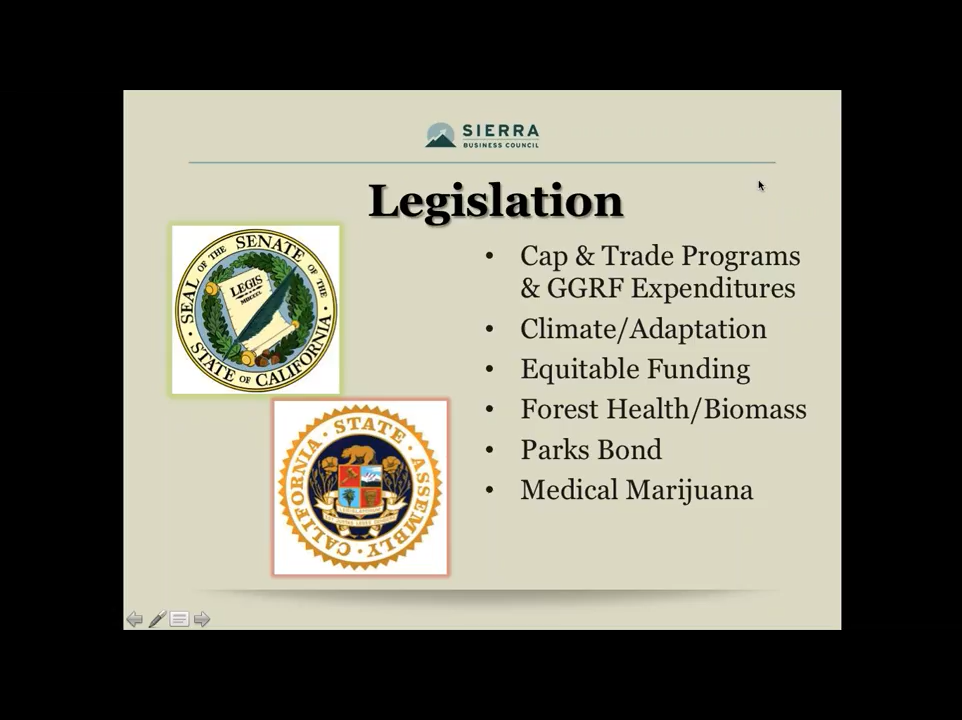 SIERRA
BUSINESS COUNCIL
Legislation
SEAL OF THE SENATE OF THE
STATE OF CALIFORNIA
LEGIS
MDCCCL
• Cap & Trade Programs
& GGRF Expenditures
• Climate/Adaptation
• Equitable Funding
• Forest Health/Biomass
• Parks Bond
• Medical Marijuana
CALIFORNIA STATE ASSEMBLY